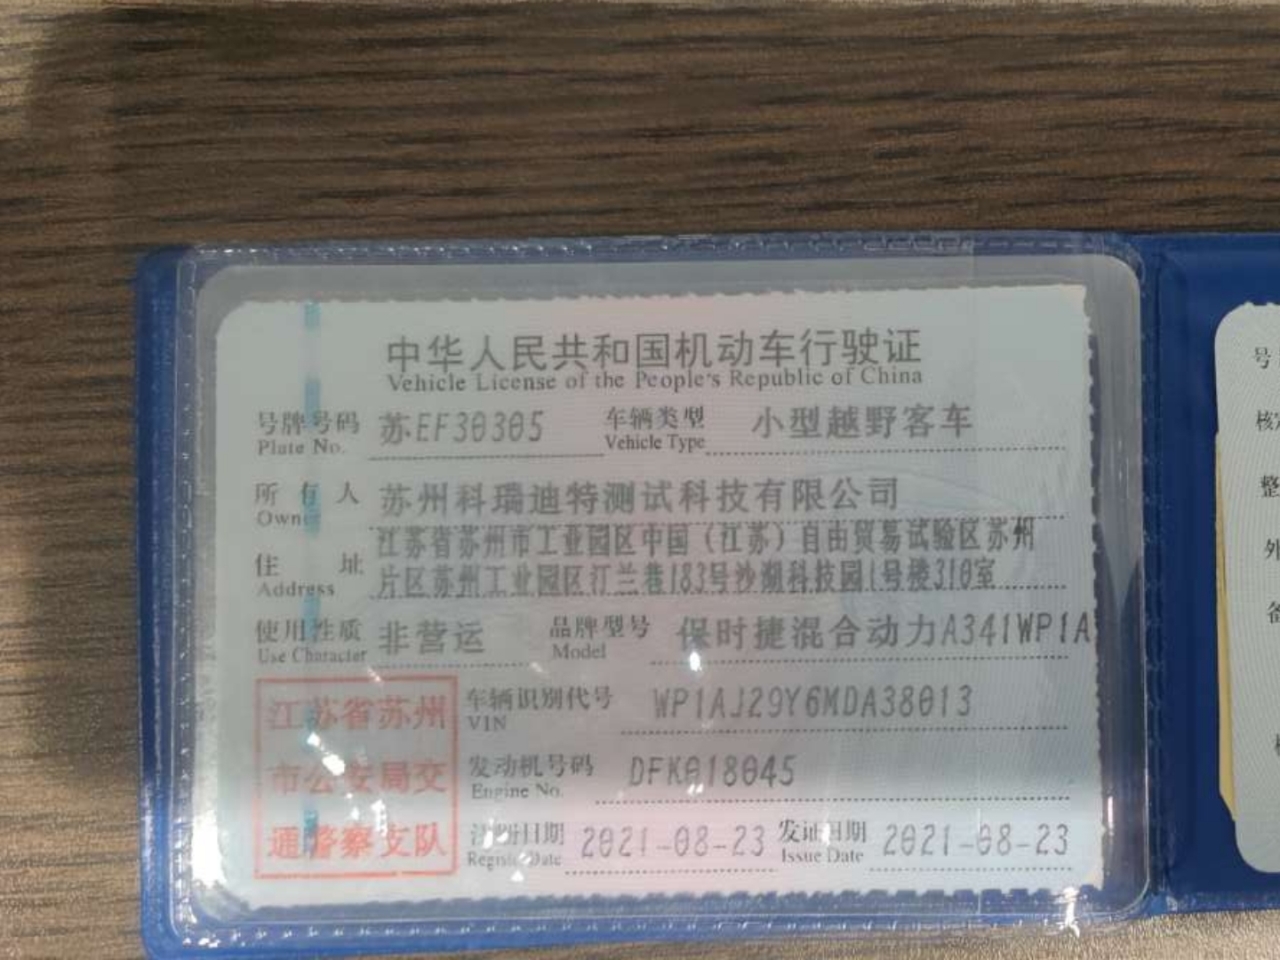 中华人民共和国机动车行驶证
Vehicle License of the People's Republic of China
号牌号码 苏EF30305 车辆类型 小型越野客车
Plate No. Vehicle Type
所有人 苏州科瑞迪特测试科技有限公司
Owner
江苏省苏州市工业园区中国（江苏）自由贸易试验区苏州
住址 片区苏州工业园区汀兰巷183号沙湖科技园1号楼310室
Address
使用性质 非营运 品牌型号 保时捷混合动力A341WP1A
Use Character Model
江苏省苏州
市公安局交
通警察支队
车辆识别代号 WP1AJ29Y6MDA38013
VIN
发动机号码 DFK018045
Engine No.
注册日期 2021-08-23 发证日期 2021-08-23
Register Date Issue Date
号
核
整
外